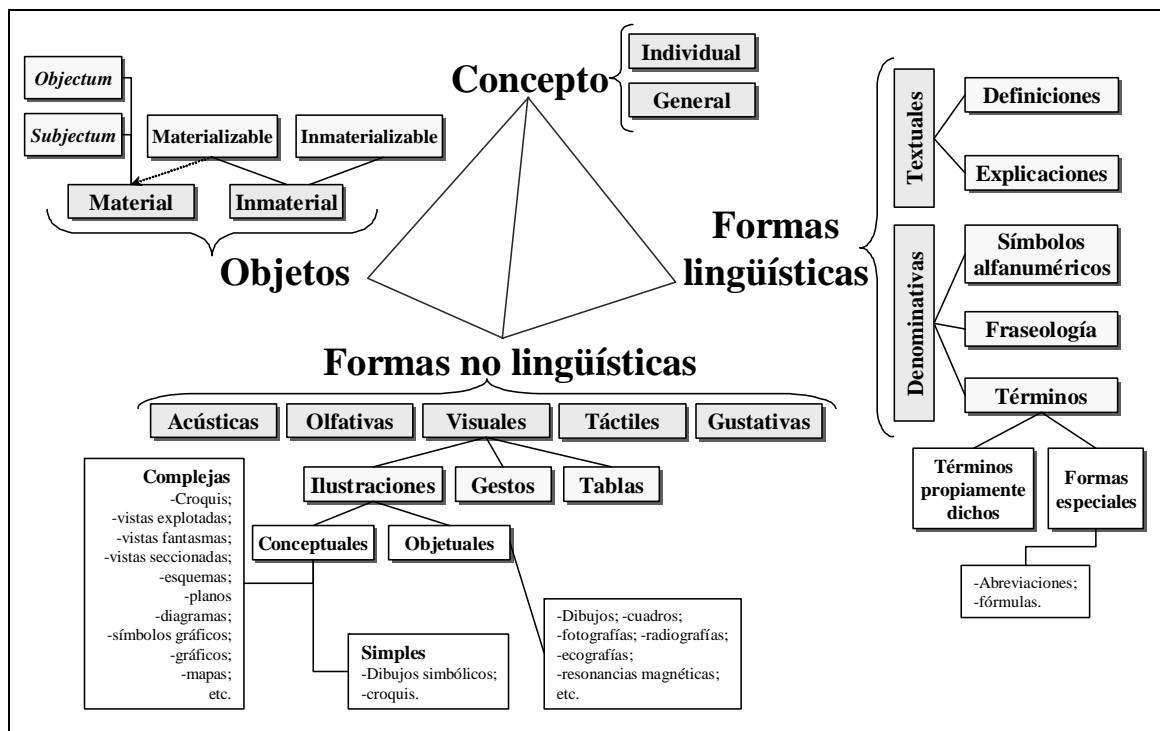 Concepto
Individual
General
Objectum
Subjectum
Materializable
Inmaterializable
Material
Inmaterial
Objetos
Formas
lingüísticas
Textuales
Definiciones
Explicaciones
Denominativas
Símbolos
alfanuméricos
Fraseología
Términos
Términos
propiamente
dichos
Formas
especiales
-Abreviaciones;
-fórmulas.
Formas no lingüísticas
Acústicas
Olfativas
Visuales
Táctiles
Gustativas
Ilustraciones
Gestos
Tablas
Conceptuales
Objetuales
Complejas
-Croquis;
-vistas explotadas;
-vistas fantasmas;
-vistas seccionadas;
-esquemas;
-planos
-diagramas;
-símbolos gráficos;
-gráficos;
-mapas;
etc.
Simples
-Dibujos simbólicos;
-croquis.
-Dibujos; -cuadros;
-fotografías; -radiografías;
-ecografías;
-resonancias magnéticas;
etc.